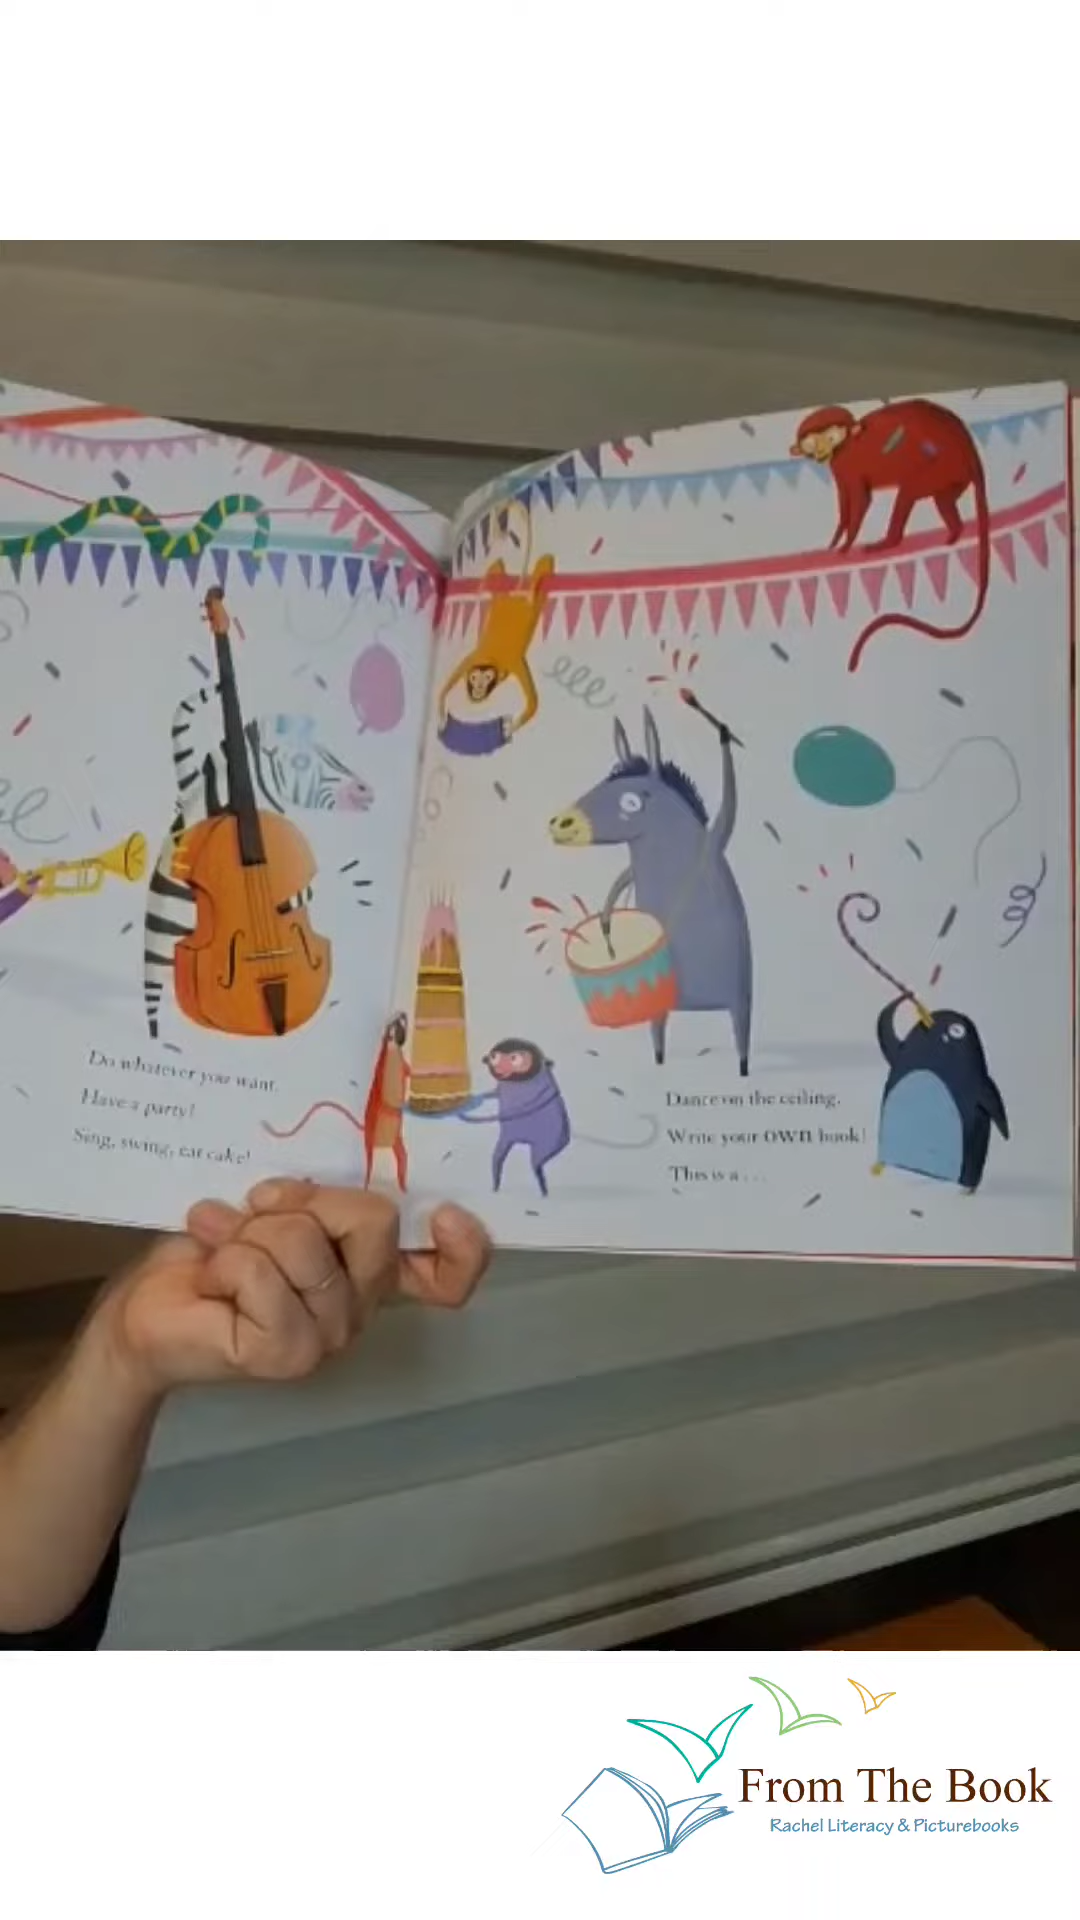 Do whatever you want.
Have a party!
Sing, swing, eat cake!
Dance on the ceiling.
Write your OWN book!
This is a . . .
From The Book
Rachel Literacy & Picturebooks